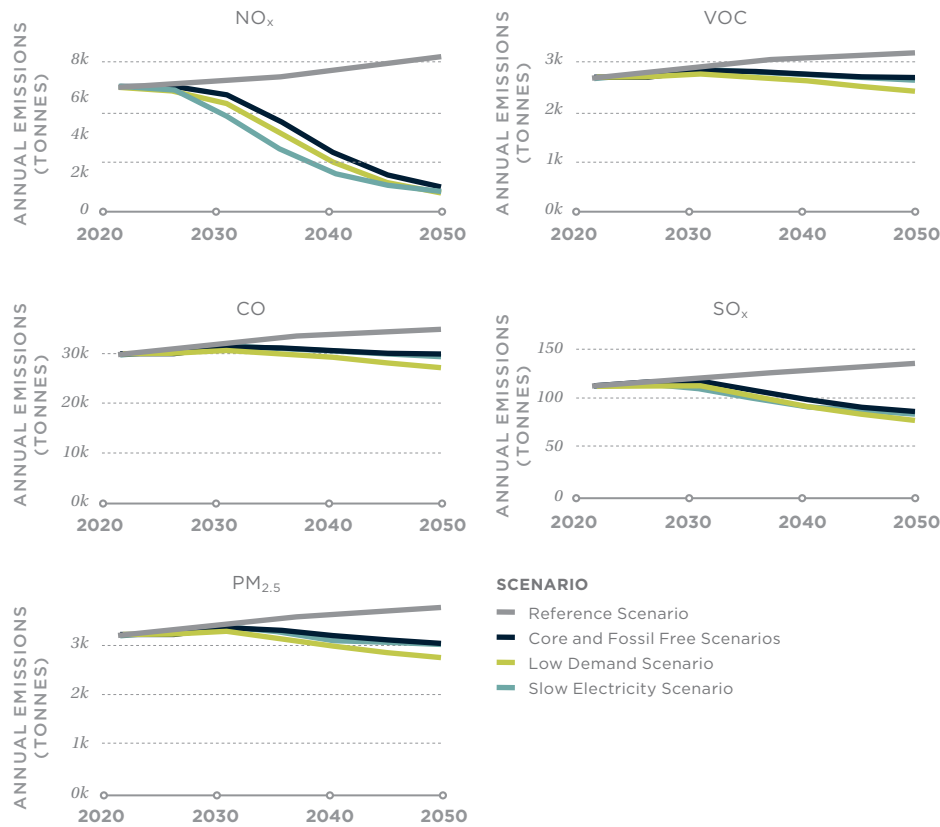 NOx
ANNUAL EMISSIONS
(TONNES)
8k
6k
4k
2k
0
2020 2030 2040 2050
VOC
ANNUAL EMISSIONS
(TONNES)
3k
2k
1k
0k
2020 2030 2040 2050
CO
ANNUAL EMISSIONS
(TONNES)
30k
20k
10k
0k
2020 2030 2040 2050
SOx
ANNUAL EMISSIONS
(TONNES)
150
100
50
0
2020 2030 2040 2050
PM2.5
ANNUAL EMISSIONS
(TONNES)
3k
2k
1k
0k
2020 2030 2040 2050
SCENARIO
Reference Scenario
Core and Fossil Free Scenarios
Low Demand Scenario
Slow Electricity Scenario